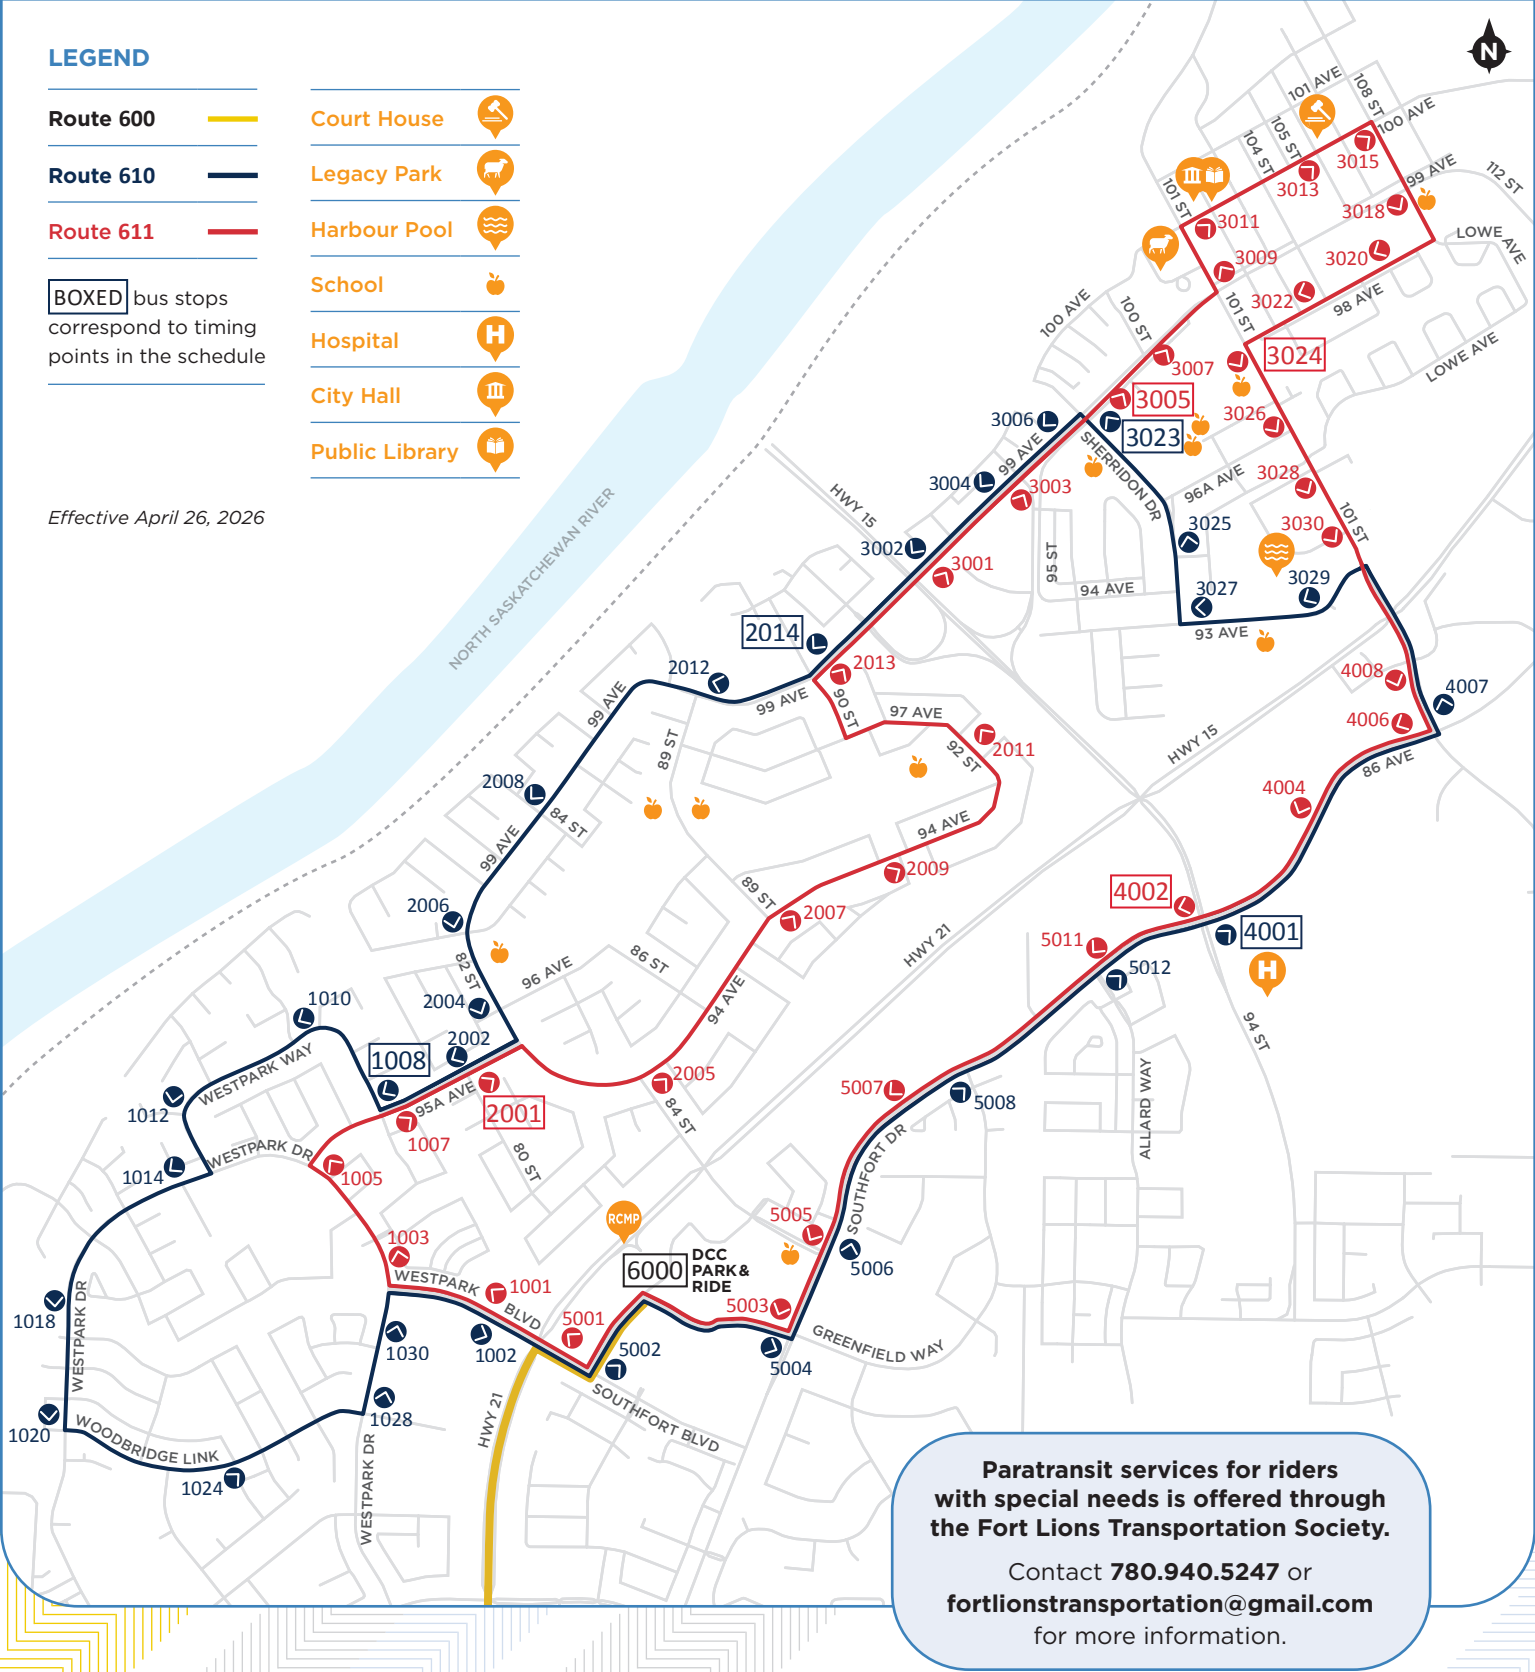 LEGEND
Route 600
Route 610
Route 611
BOXED bus stops
correspond to timing
points in the schedule
Court House
Legacy Park
Harbour Pool
School
Hospital
H
City Hall
Public Library
Effective April 26, 2026
N
NORTH SASKATCHEWAN RIVER
101 AVE
108 ST
100 AVE
105 ST
104 ST
3015
3013
99 AVE
112 ST
101 ST
3018
3011
LOWE AVE
3009
3020
3022
98 AVE
100 AVE
100 ST
101 ST
3024
LOWE AVE
3007
3005
3026
3006
3023
99 AVE
SHERRIDON DR
3004
3003
96A AVE
3028
HWY 15
3025
3030
101 ST
3002
3001
95 ST
94 AVE
3027
3029
93 AVE
2014
2013
2012
99 AVE
90 ST
97 AVE
92 ST
2011
4008
4007
4006
86 AVE
HWY 15
99 AVE
89 ST
2008
84 ST
4004
94 AVE
99 AVE
2009
89 ST
2007
4002
2006
HWY 21
5011
4001
H
5012
82 ST
96 AVE
86 ST
94 AVE
2004
1010
2002
1008
94 ST
WESTPARK WAY
95A AVE
2005
2001
84 ST
5007
5008
ALLARD WAY
1012
1007
WESTPARK DR
80 ST
1014
1005
SOUTHFORT DR
RCMP
5005
5006
1003
6000
DCC
PARK &
RIDE
WESTPARK BLVD
1001
5001
5003
1018
WESTPARK DR
1030
1002
5002
5004
GREENFIELD WAY
1028
SOUTHFORT BLVD
1020
WOODBRIDGE LINK
HWY 21
1024
WESTPARK DR
Paratransit services for riders
with special needs is offered through
the Fort Lions Transportation Society.
Contact 780.940.5247 or
fortlionstransportation@gmail.com
for more information.